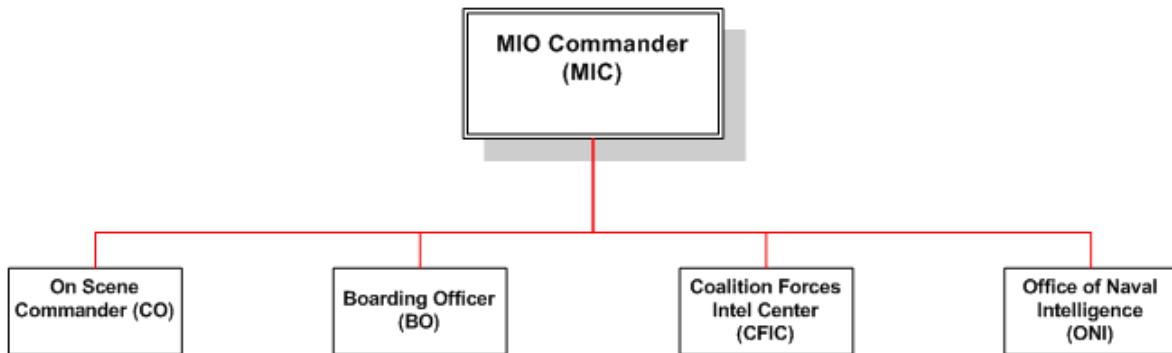 MIO Commander
(MIC)
On Scene
Commander (CO)
Boarding Officer
(BO)
Coalition Forces
Intel Center
(CFIC)
Office of Naval
Intelligence
(ONI)